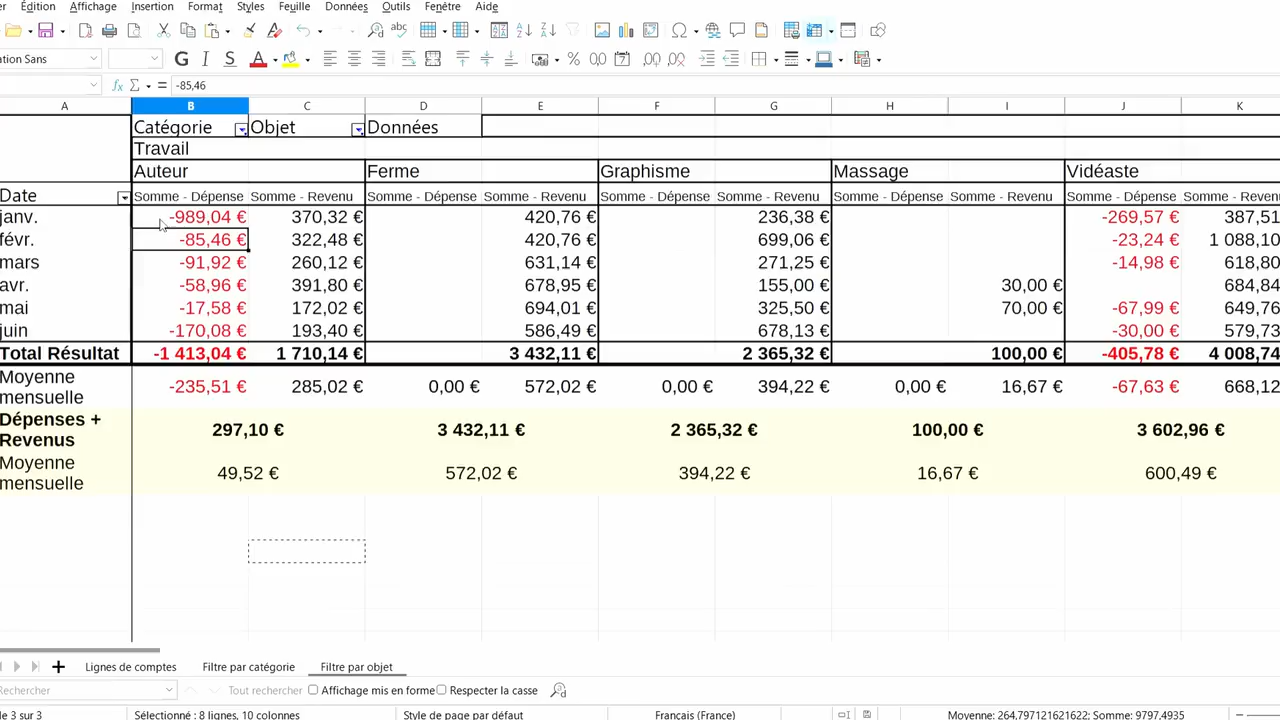 er Édition Affichage Insertion Format Styles Feuille Données Outils Fenêtre Aide
ation Sans G I S A
fx Σ = -85,46
A B C D E F G H I J K
Catégorie Objet Données
Travail
Auteur Ferme Graphisme Massage Vidéaste
Date Somme - Dépense Somme - Revenu Somme - Dépense Somme - Revenu Somme - Dépense Somme - Revenu Somme - Dépense Somme - Revenu Somme - Dépense Somme - R
janv. -989,04 € 370,32 € 420,76 € 236,38 € -269,57 € 387,51
févr. -85,46 € 322,48 € 420,76 € 699,06 € -23,24 € 1 088,10
mars -91,92 € 260,12 € 631,14 € 271,25 € -14,98 € 618,80
avr. -58,96 € 391,80 € 678,95 € 155,00 € 30,00 € 684,84
mai -17,58 € 172,02 € 694,01 € 325,50 € 70,00 € -67,99 € 649,76
juin -170,08 € 193,40 € 586,49 € 678,13 € -30,00 € 579,73
Total Résultat -1 413,04 € 1 710,14 € 3 432,11 € 2 365,32 € 100,00 € -405,78 € 4 008,74
Moyenne
mensuelle -235,51 € 285,02 € 0,00 € 572,02 € 0,00 € 394,22 € 0,00 € 16,67 € -67,63 € 668,12
Dépenses +
Revenus 297,10 € 3 432,11 € 2 365,32 € 100,00 € 3 602,96 €
Moyenne
mensuelle 49,52 € 572,02 € 394,22 € 16,67 € 600,49 €
Lignes de comptes Filtre par catégorie Filtre par objet
Rechercher Tout rechercher Affichage mis en forme Respecter la casse
le 3 sur 3 Sélectionné : 8 lignes, 10 colonnes Style de page par défaut Français (France) Moyenne: 264,797121621622; Somme: 9797,4935